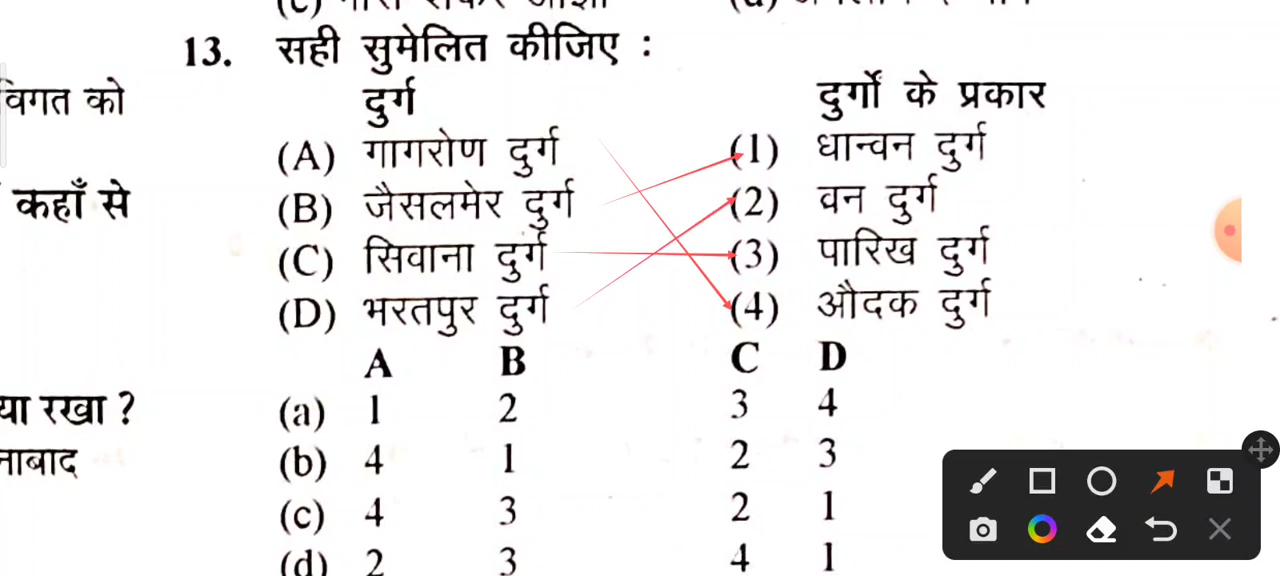 13. सही सुमेलित कीजिए :
दुर्ग दुर्गों के प्रकार
(A) गागरोण दुर्ग (1) धान्वन दुर्ग
(B) जैसलमेर दुर्ग (2) वन दुर्ग
(C) सिवाना दुर्ग (3) पारिख दुर्ग
(D) भरतपुर दुर्ग (4) औदक दुर्ग
A B C D
(a) 1 2 3 4
(b) 4 1 2 3
(c) 4 3 2 1
(d) 2 3 4 1
वेगत को
कहाँ से
या रखा ?
नाबाद